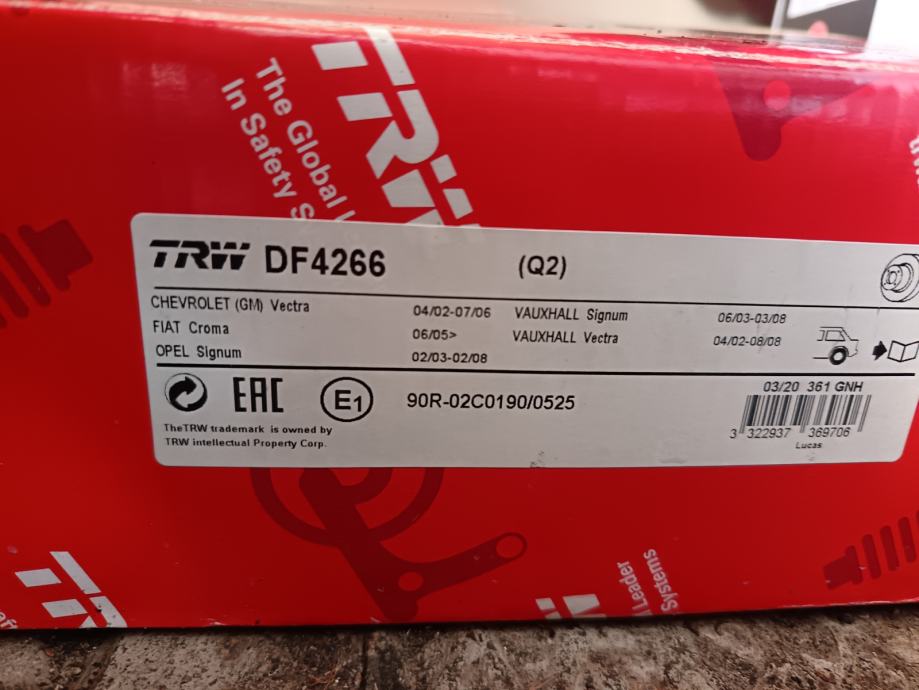 TRW
The Global
In Safety
TRW DF4266 (Q2)
CHEVROLET (GM) Vectra 04/02-07/06 VAUXHALL Signum 06/03-03/08
FIAT Croma 06/05> VAUXHALL Vectra 04/02-08/08
OPEL Signum 02/03-02/08
EAC E1 90R-02C0190/0525
03/20 361 GNH
3 322937 369706
Lucas
TheTRW trademark is owned by
TRW intellectual Property Corp.
Leader
Systems